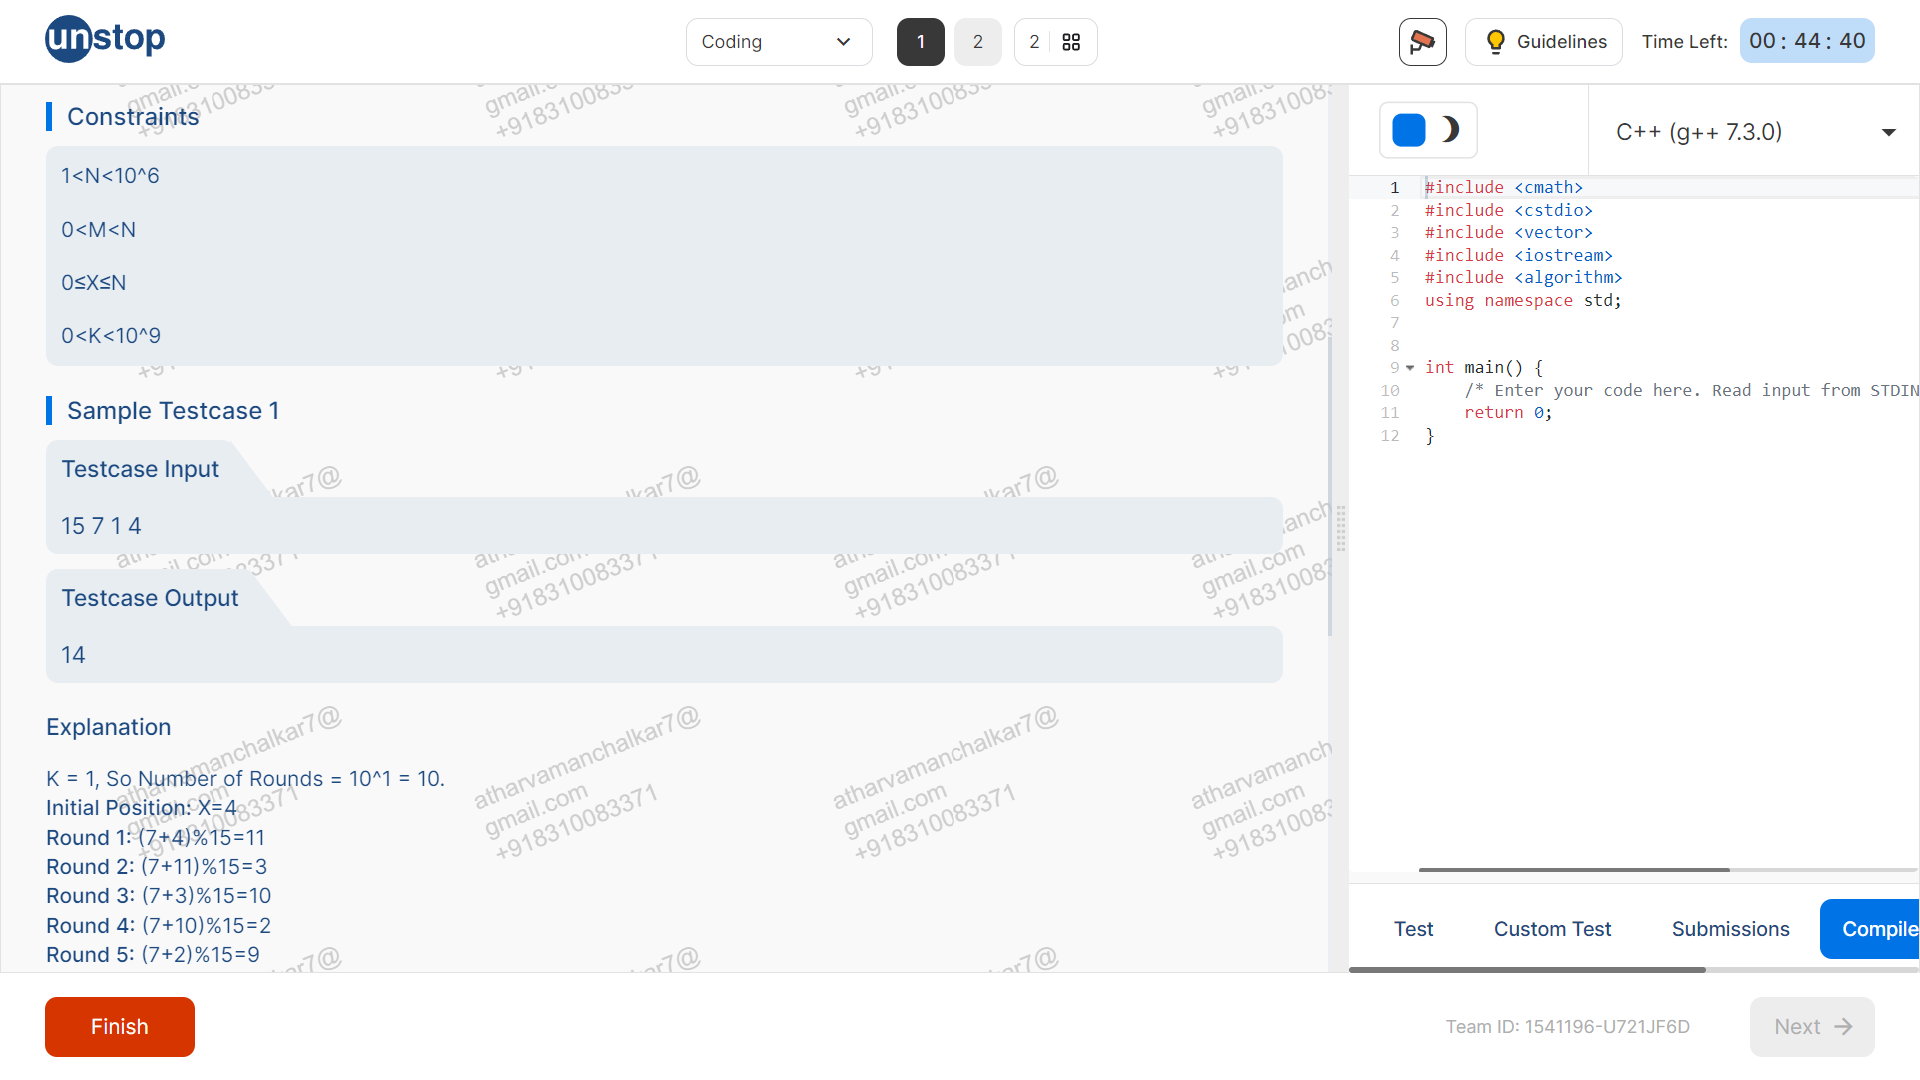 unstop
Coding
1
2
2
Guidelines
Time Left:
00 : 44 : 40
Constraints
1<N<10^6
0<M<N
0≤X≤N
0<K<10^9
Sample Testcase 1
Testcase Input
15 7 1 4
Testcase Output
14
Explanation
K = 1, So Number of Rounds = 10^1 = 10.
Initial Position: X=4
Round 1: (7+4)%15=11
Round 2: (7+11)%15=3
Round 3: (7+3)%15=10
Round 4: (7+10)%15=2
Round 5: (7+2)%15=9
atharvamanchalkar7@
gmail.com
+918310083371
C++ (g++ 7.3.0)
1 #include <cmath>
2 #include <cstdio>
3 #include <vector>
4 #include <iostream>
5 #include <algorithm>
6 using namespace std;
7
8
9 int main() {
10 /* Enter your code here. Read input from STDIN
11 return 0;
12 }
Test
Custom Test
Submissions
Compile
Finish
Team ID: 1541196-U721JF6D
Next